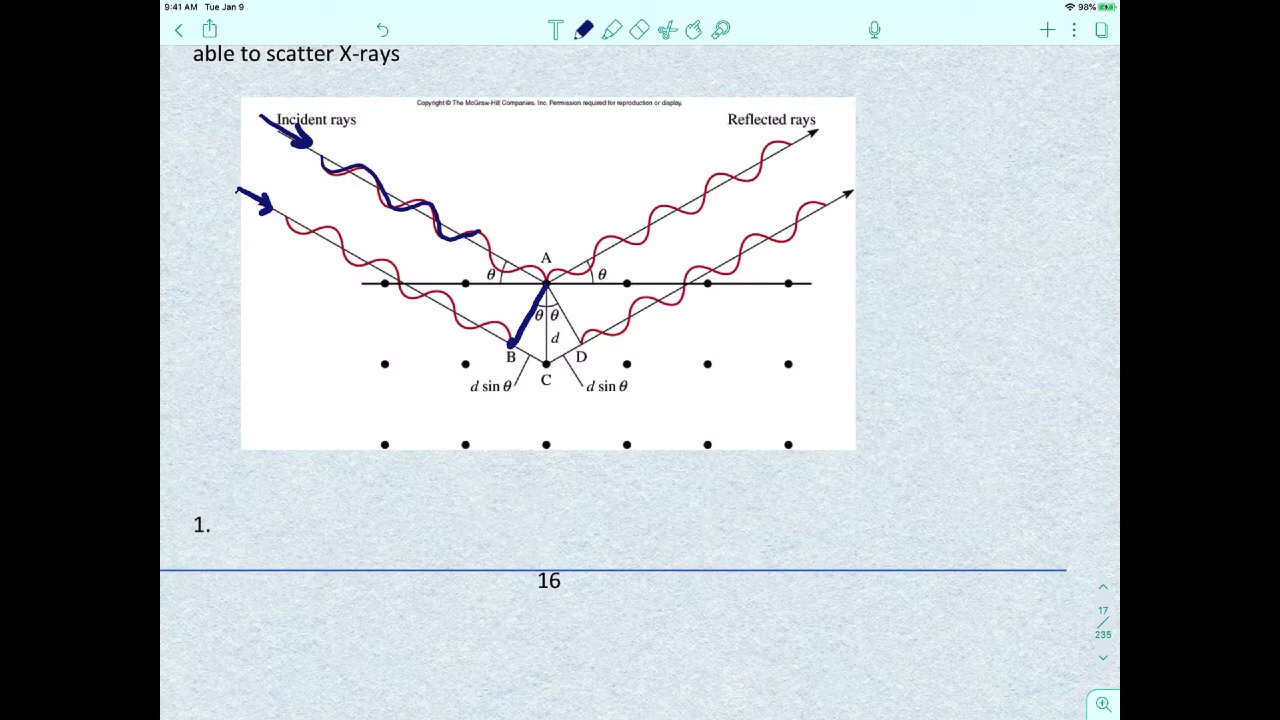 9:41 AM Tue Jan 9
98%
T
able to scatter X-rays
Copyright © The McGraw-Hill Companies, Inc. Permission required for reproduction or display.
Incident rays
Reflected rays
A
θ
θ
θ θ
d
B
D
C
d sin θ
d sin θ
1.
16
17
235